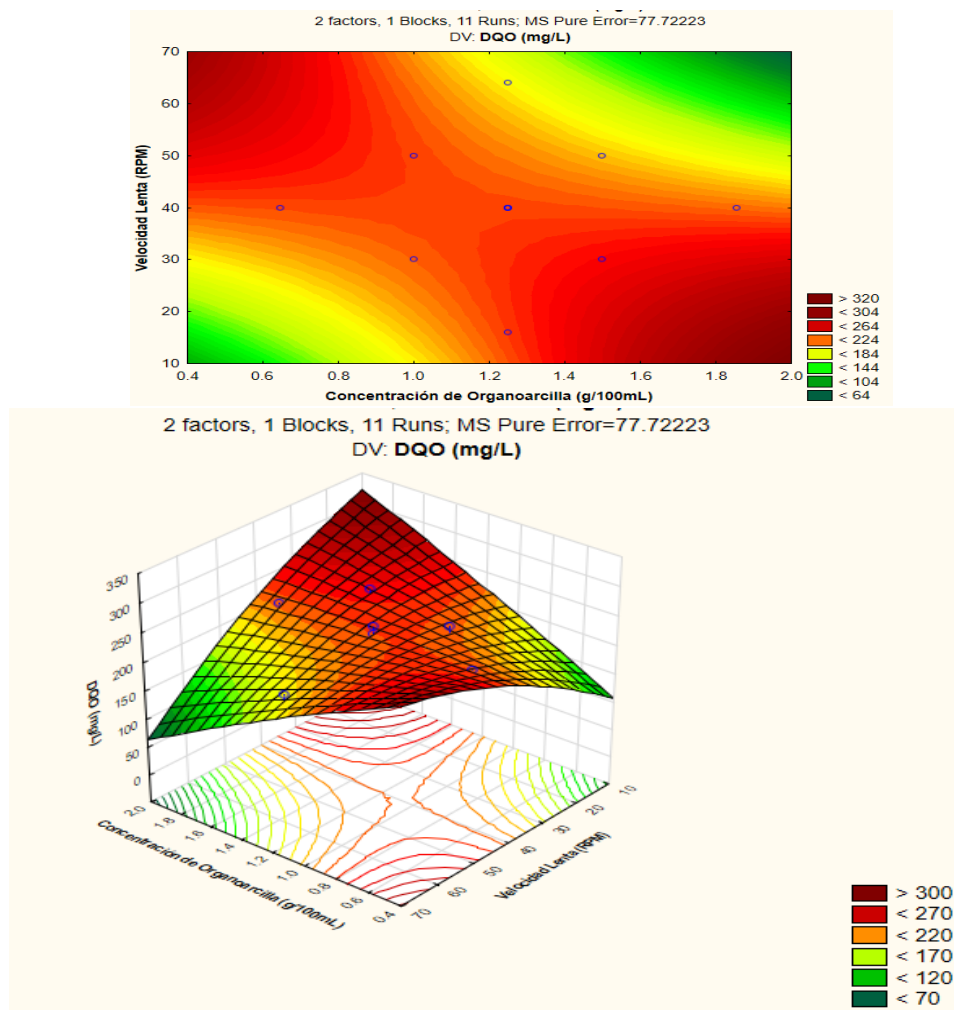 2 factors, 1 Blocks, 11 Runs; MS Pure Error=77.72223
DV: DQO (mg/L)
70
60
50
40
30
20
10
Velocidad Lenta (RPM)
0.4 0.6 0.8 1.0 1.2 1.4 1.6 1.8 2.0
Concentración de Organoarcilla (g/100mL)
> 320
< 304
< 264
< 224
< 184
< 144
< 104
< 64
2 factors, 1 Blocks, 11 Runs; MS Pure Error=77.72223
DV: DQO (mg/L)
350
300
250
200
150
100
50
0
DQO (mg/L)
2.0 1.8 1.6 1.4 1.2 1.0 0.8 0.6 0.4
Concentración de Organoarcilla (g/100mL)
70 60 50 40 30 20 10
Velocidad Lenta (RPM)
> 300
< 270
< 220
< 170
< 120
< 70